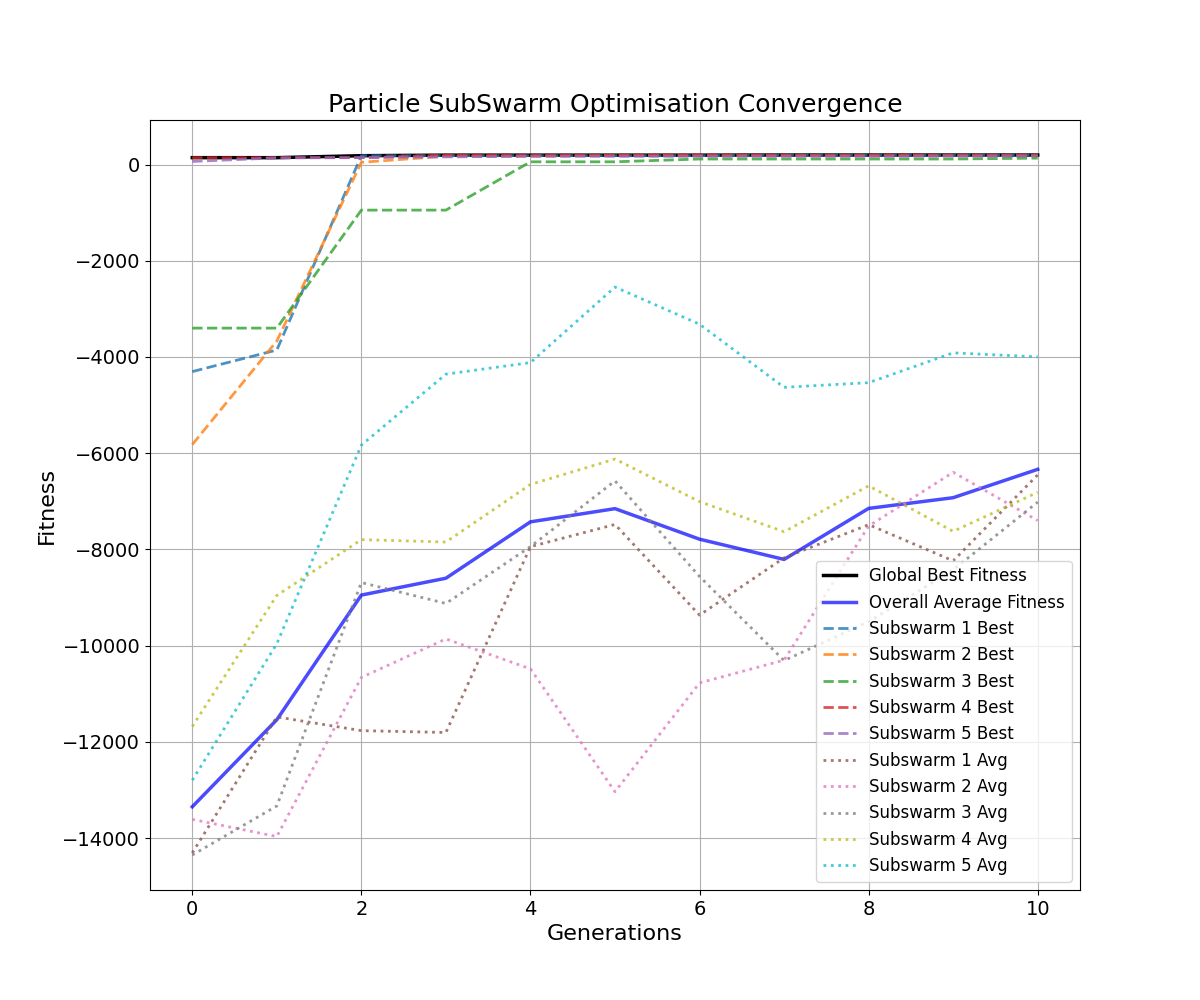 Particle SubSwarm Optimisation Convergence
Fitness
0
−2000
−4000
−6000
−8000
−10000
−12000
−14000
Global Best Fitness
Overall Average Fitness
Subswarm 1 Best
Subswarm 2 Best
Subswarm 3 Best
Subswarm 4 Best
Subswarm 5 Best
Subswarm 1 Avg
Subswarm 2 Avg
Subswarm 3 Avg
Subswarm 4 Avg
Subswarm 5 Avg
0 2 4 6 8 10
Generations